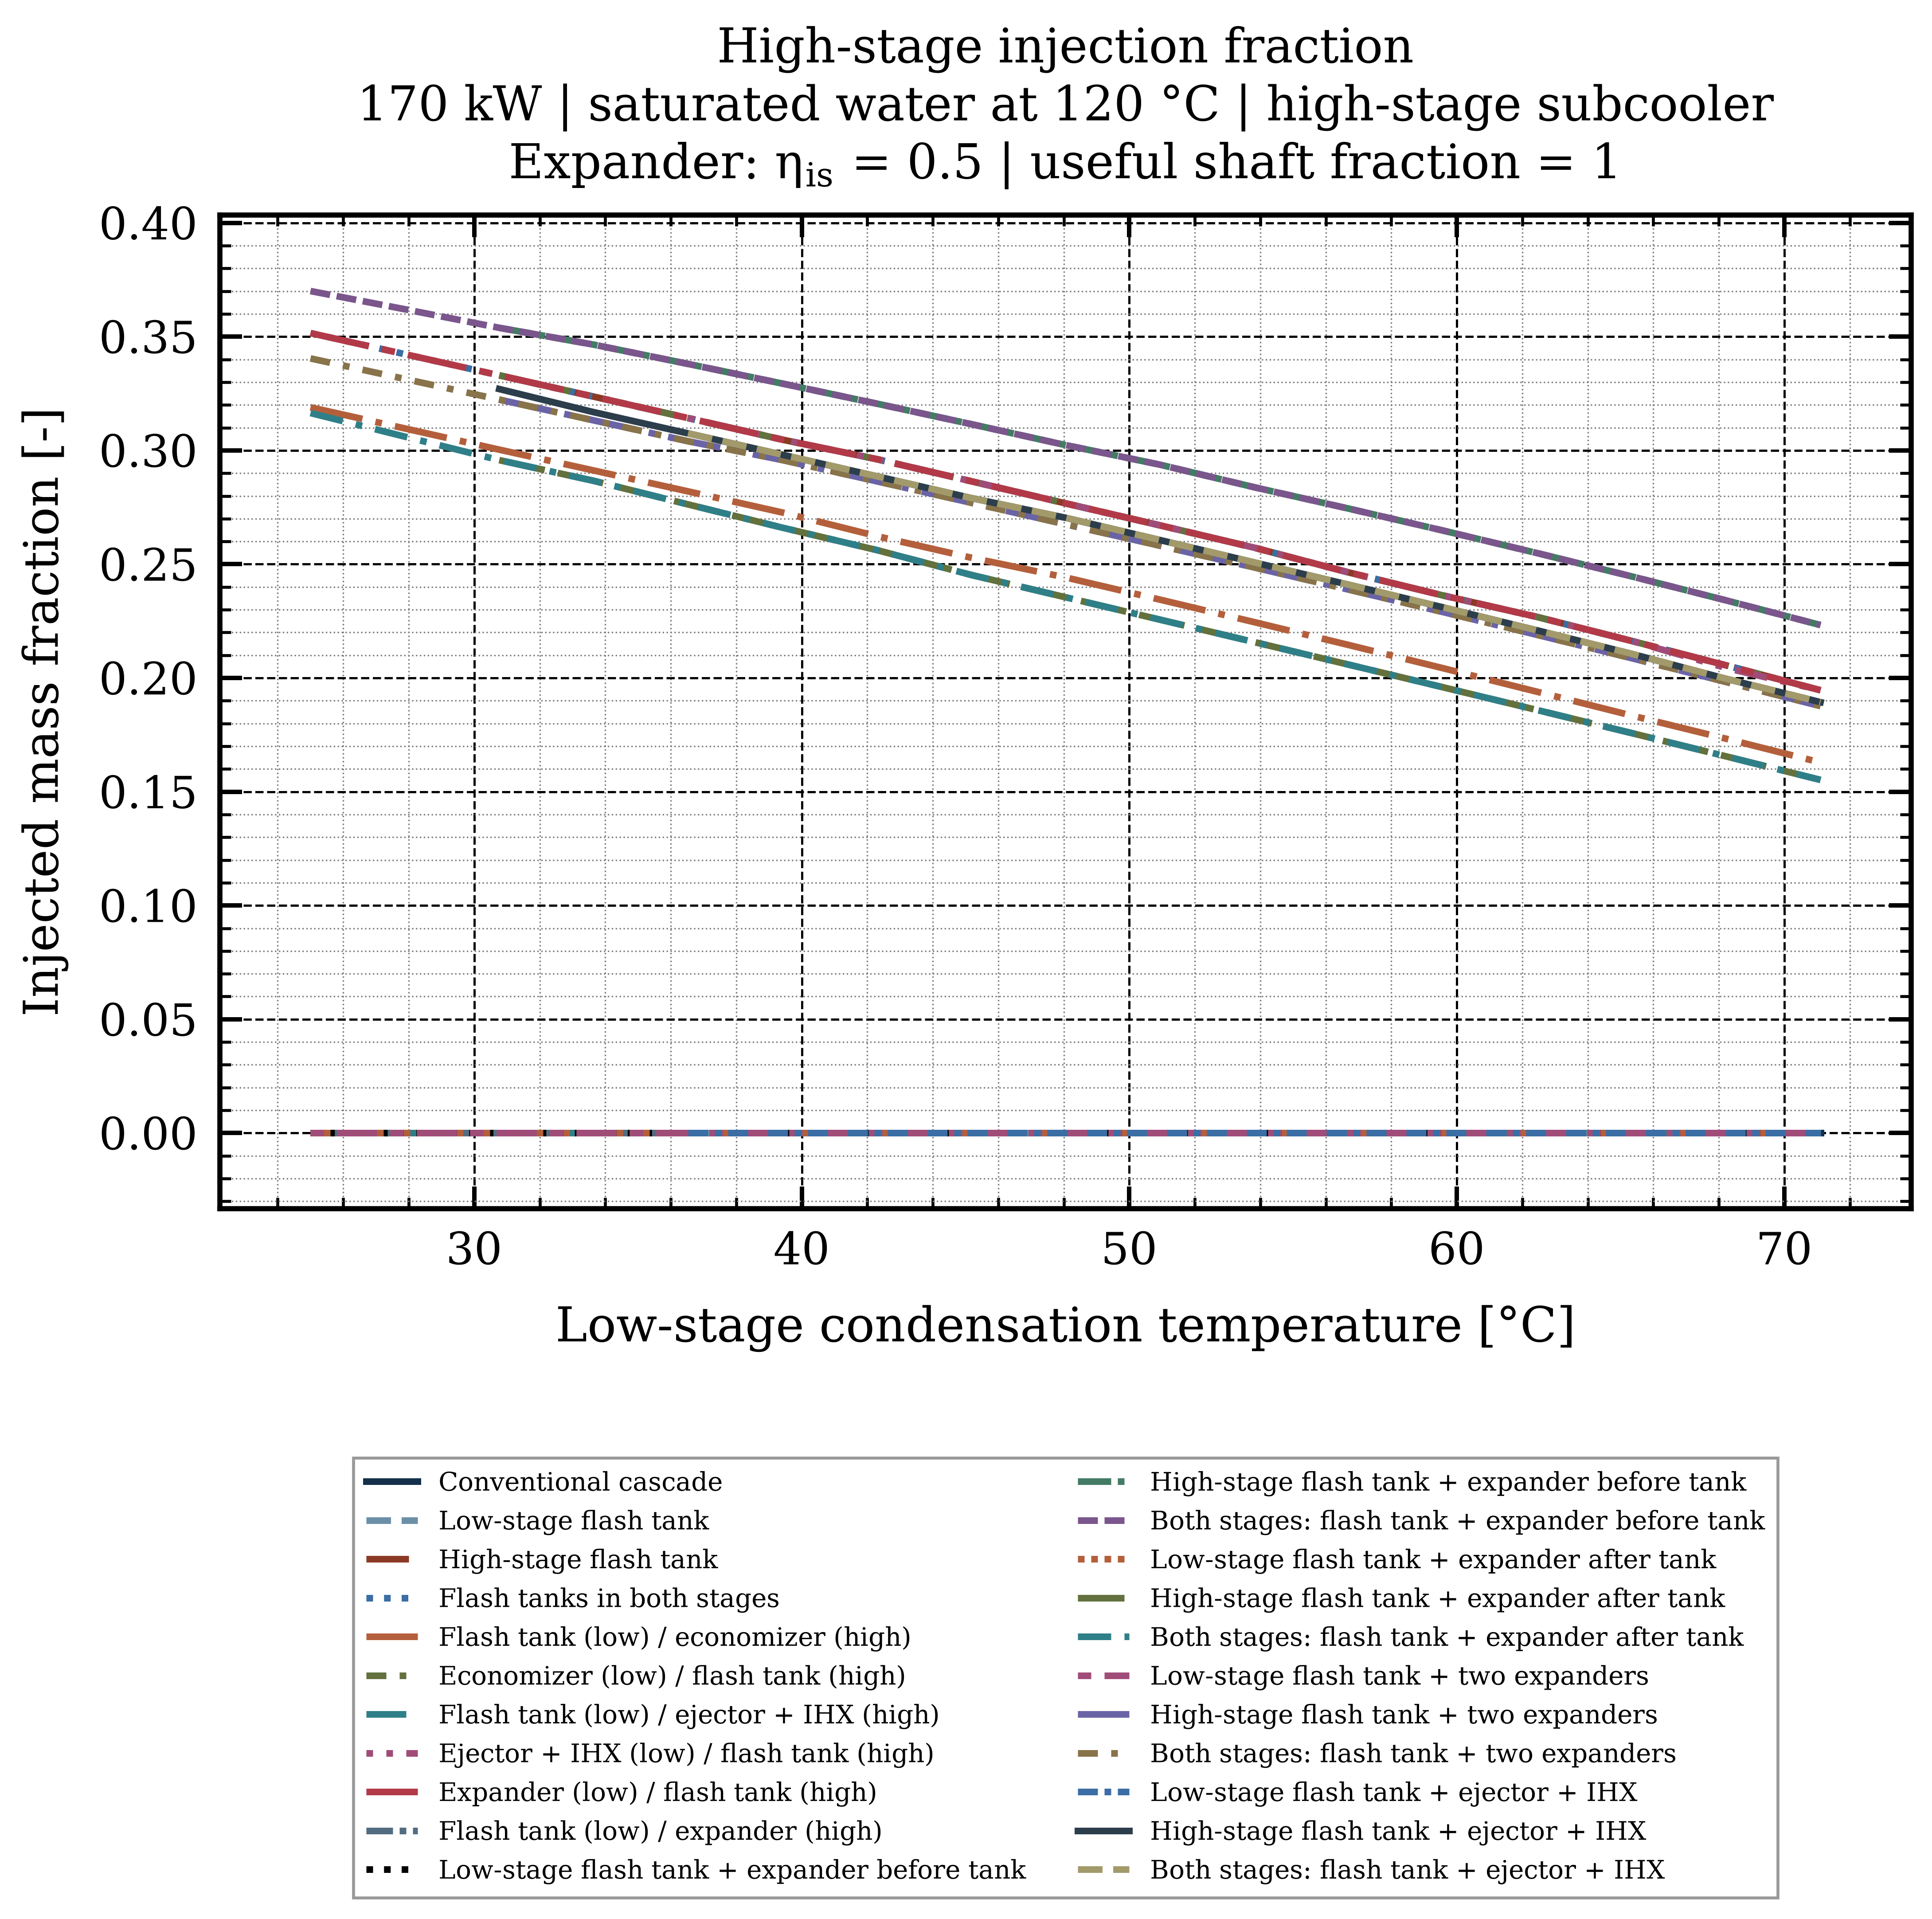 High-stage injection fraction
170 kW | saturated water at 120 °C | high-stage subcooler
Expander: ηis = 0.5 | useful shaft fraction = 1
Injected mass fraction [-]
0.40
0.35
0.30
0.25
0.20
0.15
0.10
0.05
0.00
30 40 50 60 70
Low-stage condensation temperature [°C]
Conventional cascade
Low-stage flash tank
High-stage flash tank
Flash tanks in both stages
Flash tank (low) / economizer (high)
Economizer (low) / flash tank (high)
Flash tank (low) / ejector + IHX (high)
Ejector + IHX (low) / flash tank (high)
Expander (low) / flash tank (high)
Flash tank (low) / expander (high)
Low-stage flash tank + expander before tank
High-stage flash tank + expander before tank
Both stages: flash tank + expander before tank
Low-stage flash tank + expander after tank
High-stage flash tank + expander after tank
Both stages: flash tank + expander after tank
Low-stage flash tank + two expanders
High-stage flash tank + two expanders
Both stages: flash tank + two expanders
Low-stage flash tank + ejector + IHX
High-stage flash tank + ejector + IHX
Both stages: flash tank + ejector + IHX